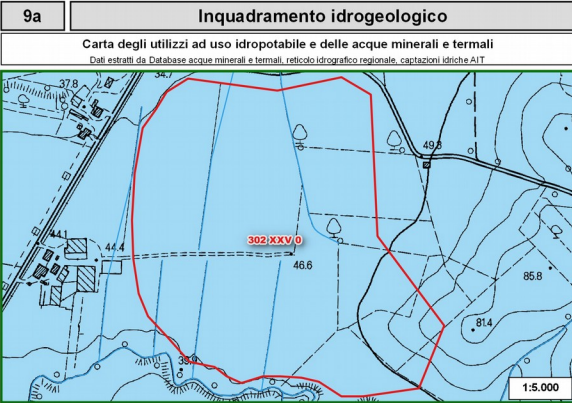 9a
Inquadramento idrogeologico
Carta degli utilizzi ad uso idropotabile e delle acque minerali e termali
Dati estratti da Database acque minerali e termali, reticolo idrografico regionale, captazioni idriche AIT
34.7
37.8
49.3
44.1
44.4
302 XXV 0
46.6
85.8
81.4
39.9
1:5.000